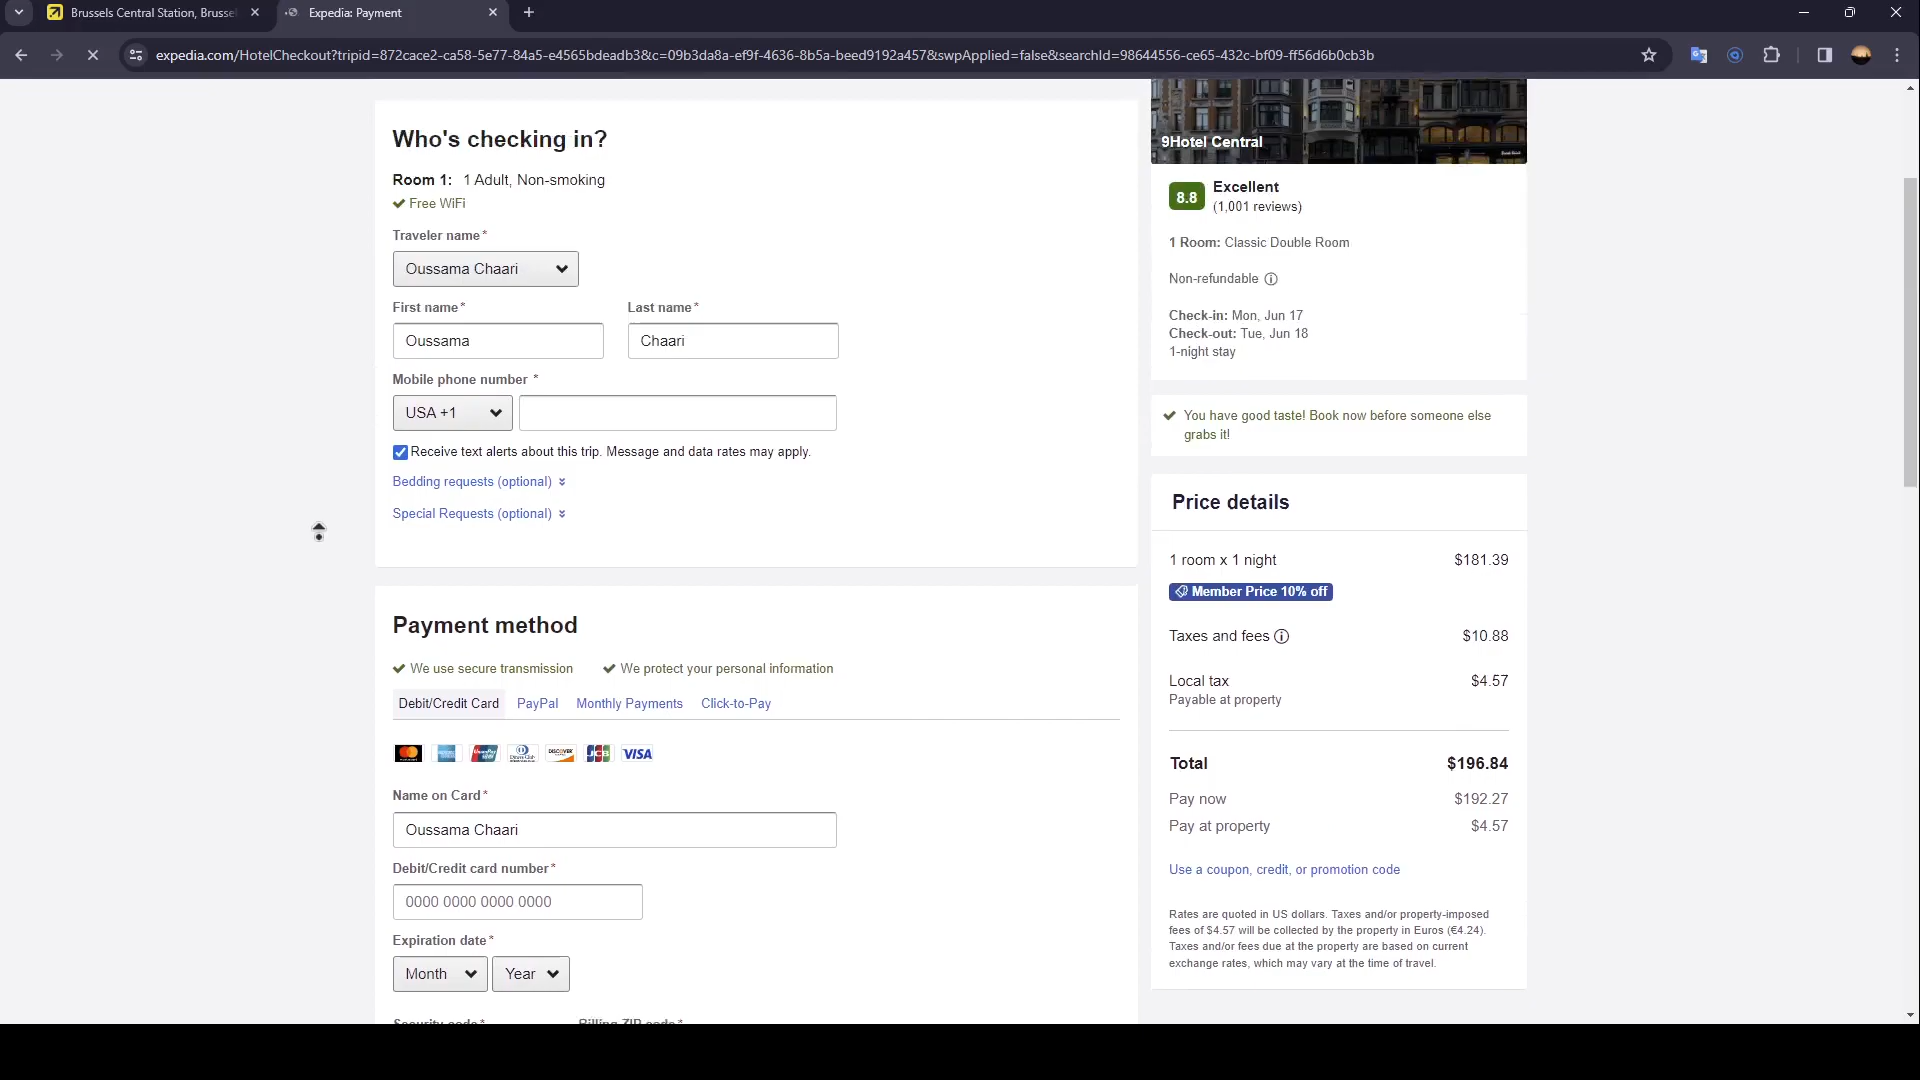 Brussels Central Station, Brusse
Expedia: Payment
expedia.com/HotelCheckout?tripid=872cace2-ca58-5e77-84a5-e4565bdeadb3&c=09b3da8a-ef9f-4636-8b5a-beed9192a457&swpApplied=false&searchId=98644556-ce65-432c-bf09-ff56d6b0cb3b
Who's checking in?
Room 1: 1 Adult, Non-smoking
Free WiFi
Traveler name*
Oussama Chaari
First name*
Last name*
Oussama
Chaari
Mobile phone number *
USA +1
Receive text alerts about this trip. Message and data rates may apply.
Bedding requests (optional)
Special Requests (optional)
Payment method
We use secure transmission
We protect your personal information
Debit/Credit Card
PayPal
Monthly Payments
Click-to-Pay
DISCOVER
JCB
VISA
Name on Card*
Oussama Chaari
Debit/Credit card number*
0000 0000 0000 0000
Expiration date*
Month
Year
Security code*
Billing ZIP code*
9Hotel Central
8.8
Excellent
(1,001 reviews)
1 Room: Classic Double Room
Non-refundable
Check-in: Mon, Jun 17
Check-out: Tue, Jun 18
1-night stay
You have good taste! Book now before someone else
grabs it!
Price details
1 room x 1 night
$181.39
Member Price 10% off
Taxes and fees
$10.88
Local tax
$4.57
Payable at property
Total
$196.84
Pay now
$192.27
Pay at property
$4.57
Use a coupon, credit, or promotion code
Rates are quoted in US dollars. Taxes and/or property-imposed
fees of $4.57 will be collected by the property in Euros (€4.24).
Taxes and/or fees due at the property are based on current
exchange rates, which may vary at the time of travel.